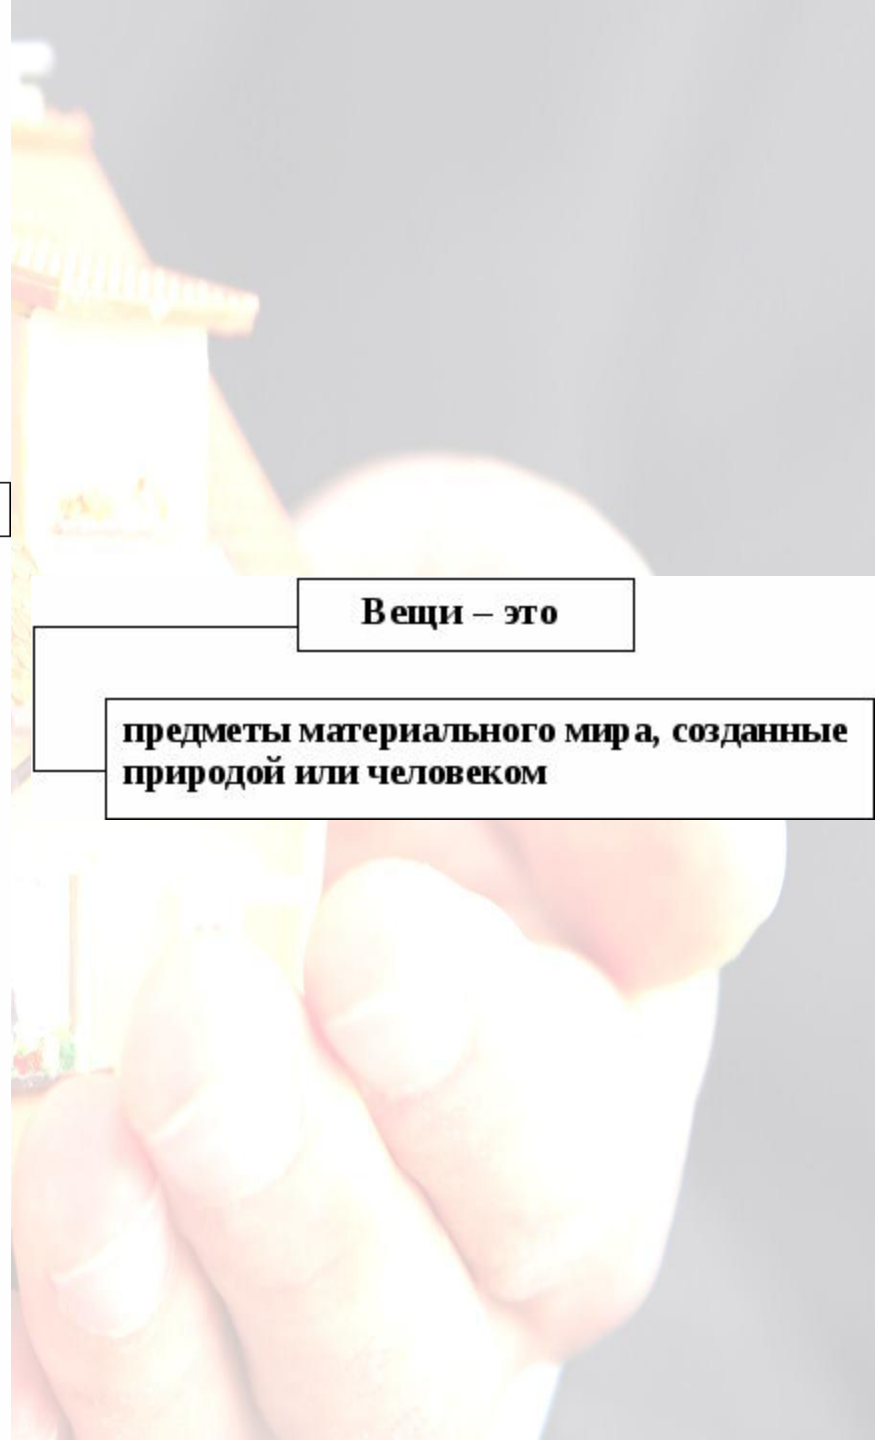 Вещи – это
предметы материального мира, созданные
природой или человеком